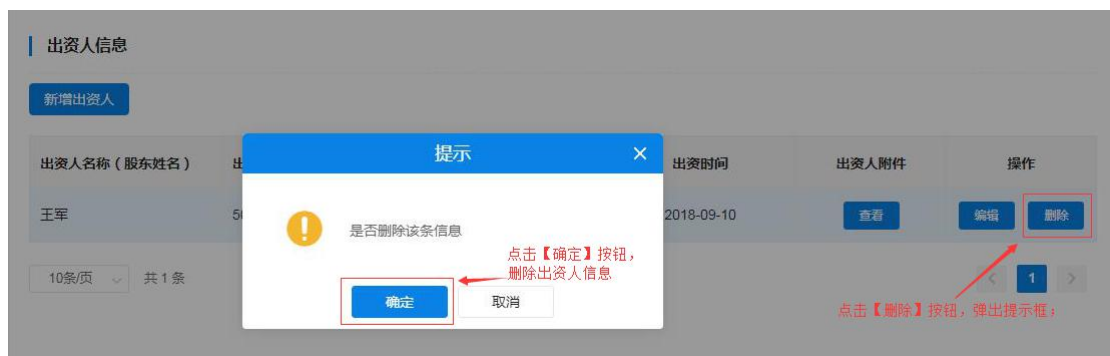 出资人信息
新增出资人
出资人名称（股东姓名） 出 提示 出资时间 出资人附件 操作
王军 50 2018-09-10 查看 编辑 删除
是否删除该条信息
点击【确定】按钮，
删除出资人信息
10条/页 共 1 条 1
确定 取消
点击【删除】按钮，弹出提示框；